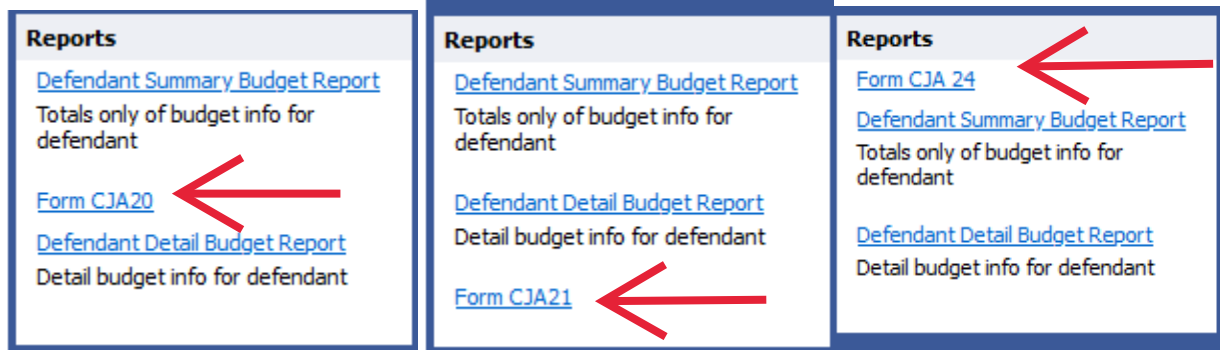 Reports
Defendant Summary Budget Report
Totals only of budget info for
defendant
Form CJA20
Defendant Detail Budget Report
Detail budget info for defendant
Reports
Defendant Summary Budget Report
Totals only of budget info for
defendant
Defendant Detail Budget Report
Detail budget info for defendant
Form CJA21
Reports
Form CJA 24
Defendant Summary Budget Report
Totals only of budget info for
defendant
Defendant Detail Budget Report
Detail budget info for defendant